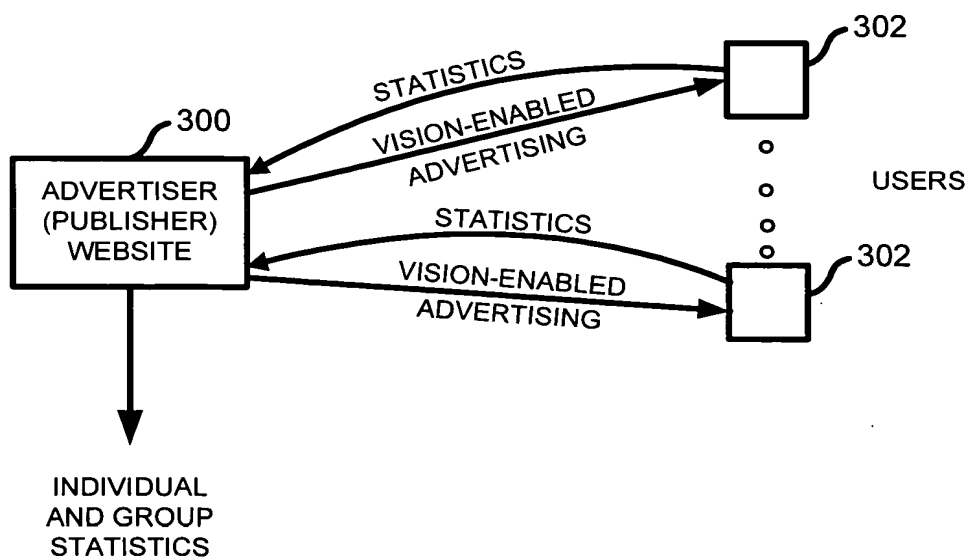 302
STATISTICS
VISION-ENABLED
ADVERTISING
300
ADVERTISER
(PUBLISHER)
WEBSITE
USERS
STATISTICS
302
VISION-ENABLED
ADVERTISING
INDIVIDUAL
AND GROUP
STATISTICS